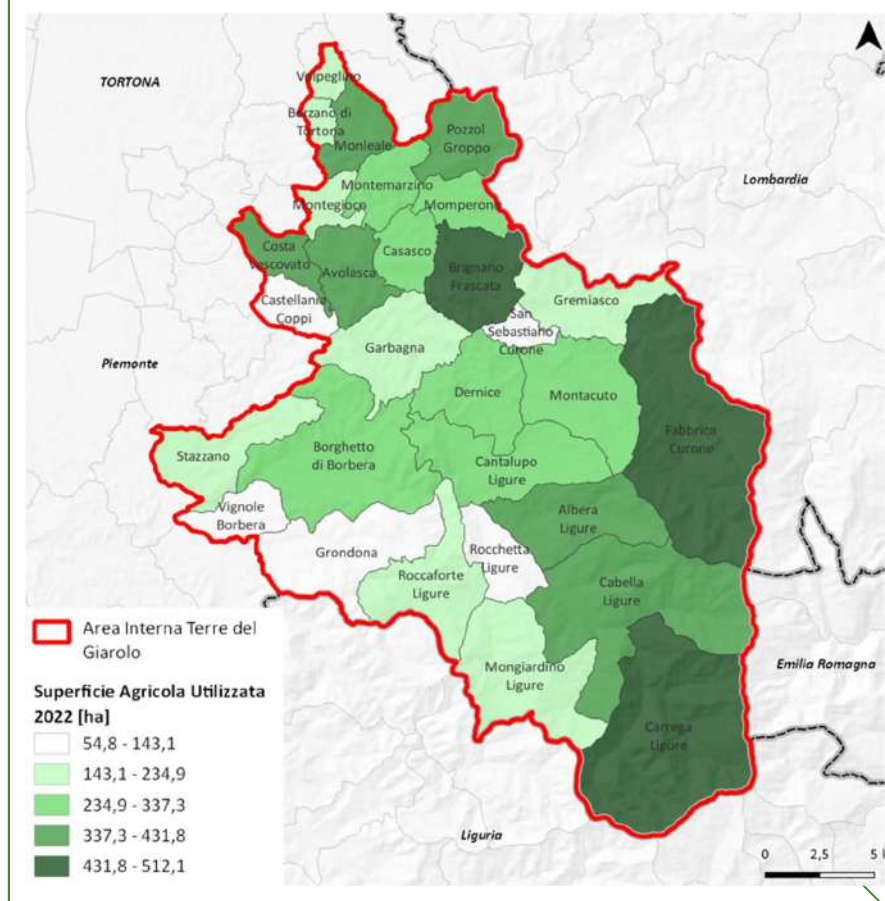 TORTONA
Volpeglino
Berzano di
Tortona
Monleale
Pozzol
Groppo
Lombardia
Montemarzino
Montegioco
Momperone
Costa
Vescovato
Avolasca
Casasco
Brignano
Frascata
Castellania
Coppi
San
Sebastiano
Curone
Gremiasco
Garbagna
Piemonte
Dernice
Montacuto
Fabbrica
Curone
Stazzano
Borghetto
di Borbera
Cantalupo
Ligure
Vignole
Borbera
Albera
Ligure
Grondona
Rocchetta
Ligure
Roccaforte
Ligure
Cabella
Ligure
Mongiardino
Ligure
Emilia Romagna
Carrega
Ligure
Liguria
Area Interna Terre del
Giarolo
Superficie Agricola Utilizzata
2022 [ha]
54,8 - 143,1
143,1 - 234,9
234,9 - 337,3
337,3 - 431,8
431,8 - 512,1
0 2,5 5